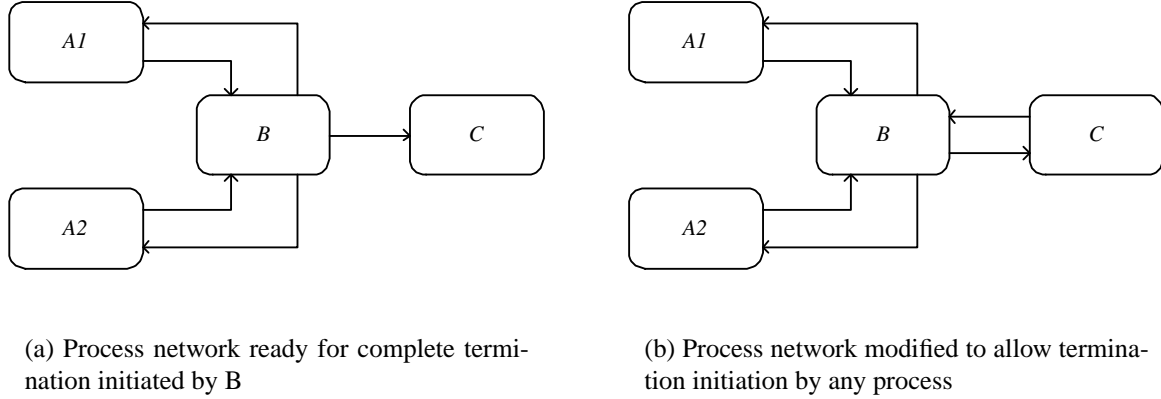 A1
A1
B
C
B
C
A2
A2
(a) Process network ready for complete termi-
nation initiated by B
(b) Process network modified to allow termina-
tion initiation by any process